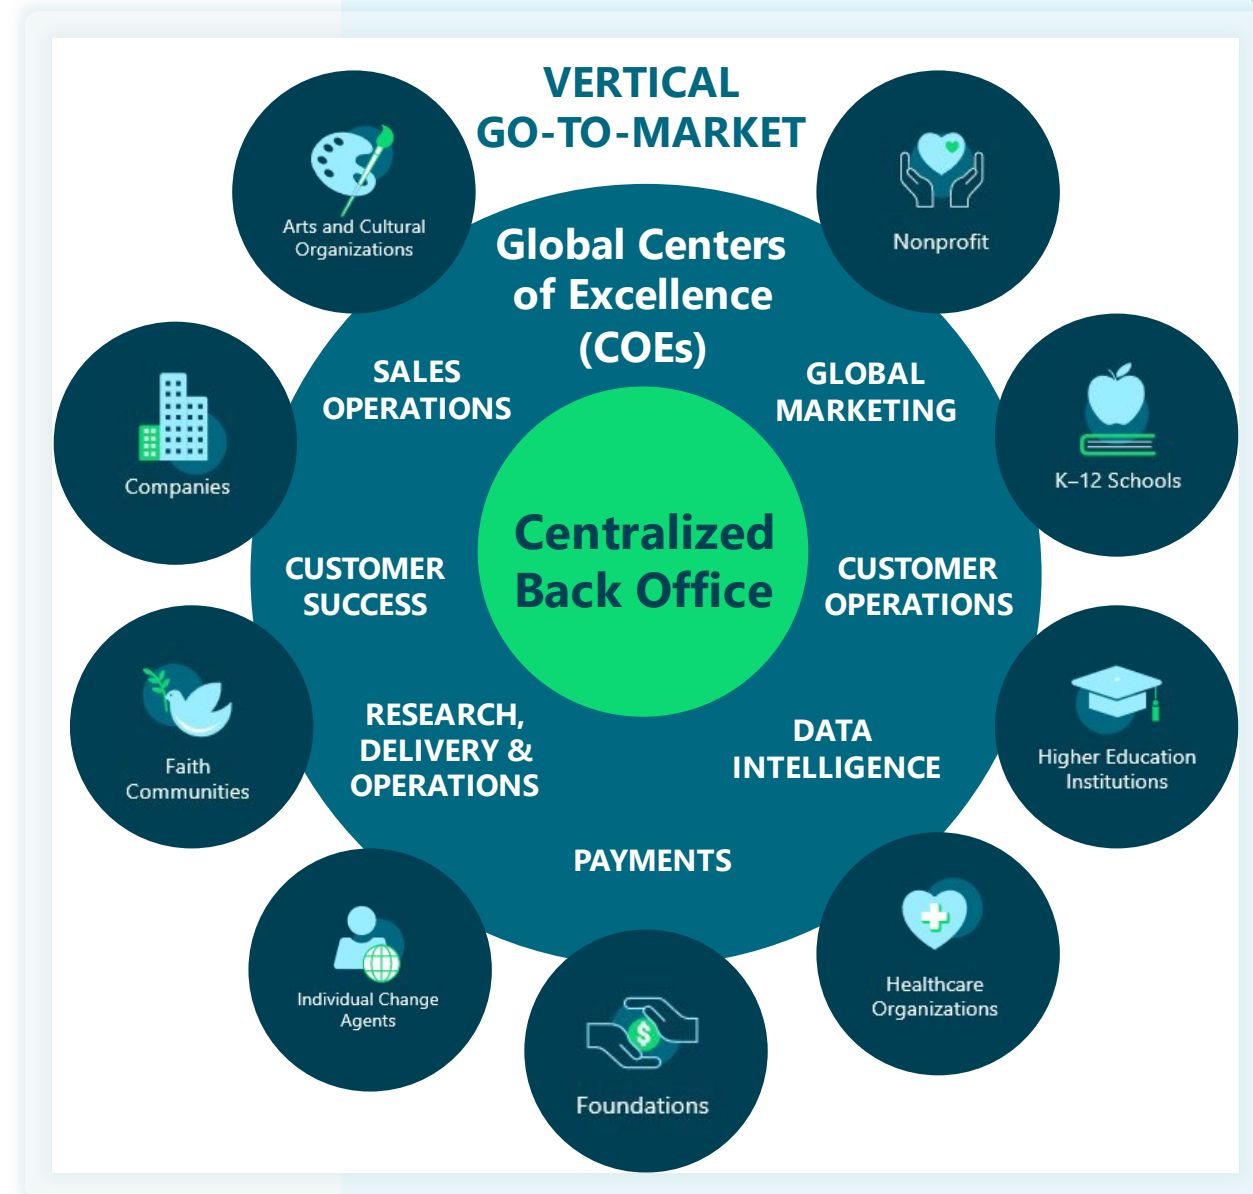 VERTICAL
GO-TO-MARKET
Arts and Cultural
Organizations
Nonprofit
Global Centers
of Excellence
(COEs)
SALES
OPERATIONS
GLOBAL
MARKETING
Companies
K–12 Schools
Centralized
Back Office
CUSTOMER
SUCCESS
CUSTOMER
OPERATIONS
Faith
Communities
RESEARCH,
DELIVERY &
OPERATIONS
DATA
INTELLIGENCE
Higher Education
Institutions
PAYMENTS
Individual Change
Agents
$
Foundations
Healthcare
Organizations